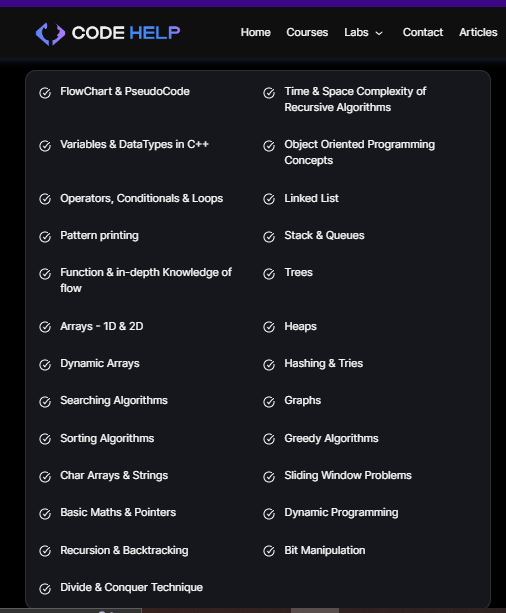 CODE HELP
Home Courses Labs Contact Articles
FlowChart & PseudoCode
Variables & DataTypes in C++
Operators, Conditionals & Loops
Pattern printing
Function & in-depth Knowledge of
flow
Arrays - 1D & 2D
Dynamic Arrays
Searching Algorithms
Sorting Algorithms
Char Arrays & Strings
Basic Maths & Pointers
Recursion & Backtracking
Divide & Conquer Technique
Time & Space Complexity of
Recursive Algorithms
Object Oriented Programming
Concepts
Linked List
Stack & Queues
Trees
Heaps
Hashing & Tries
Graphs
Greedy Algorithms
Sliding Window Problems
Dynamic Programming
Bit Manipulation